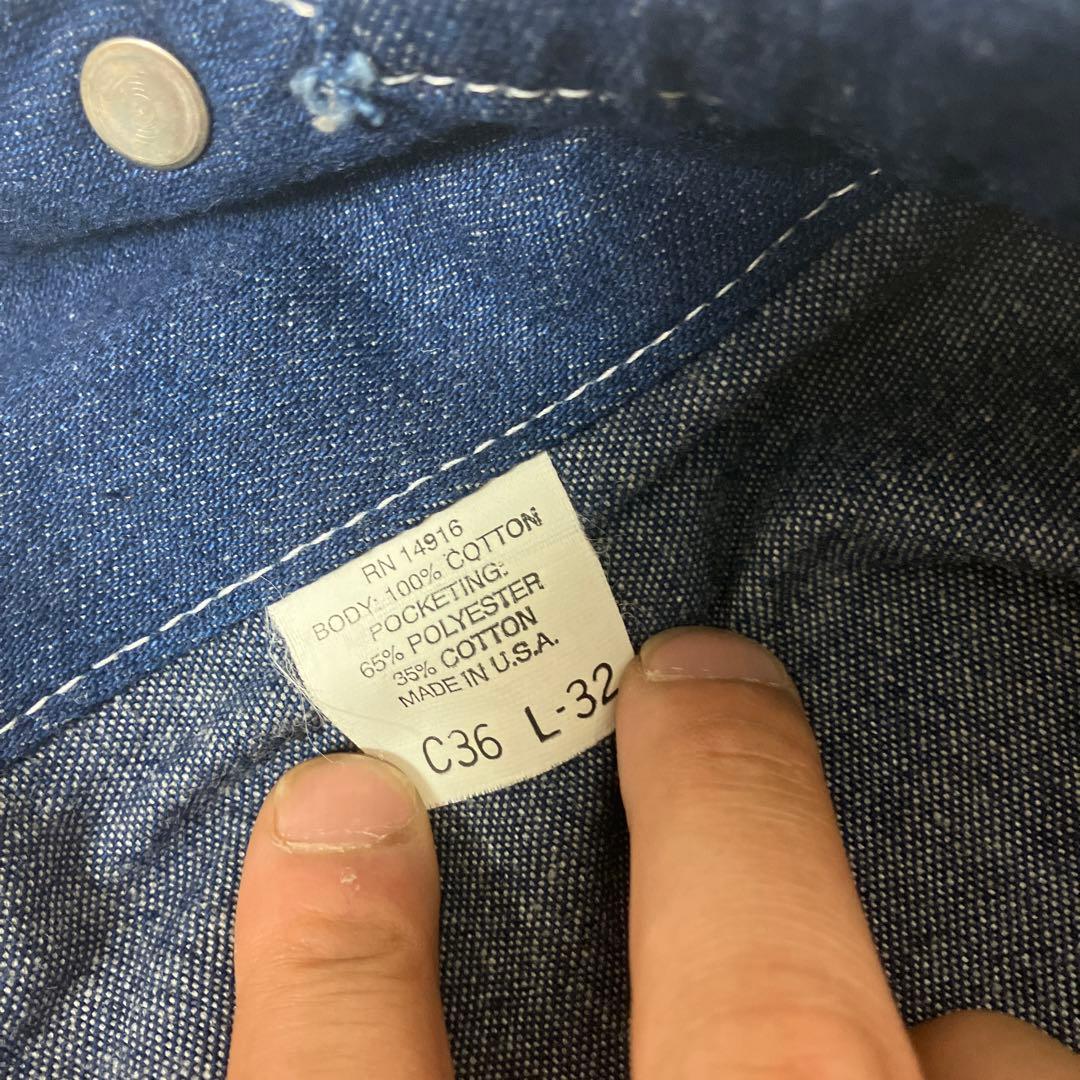 RN 14916
BODY: 100% COTTON
POCKETING:
65% POLYESTER
35% COTTON
MADE IN U.S.A.
C36 L-32